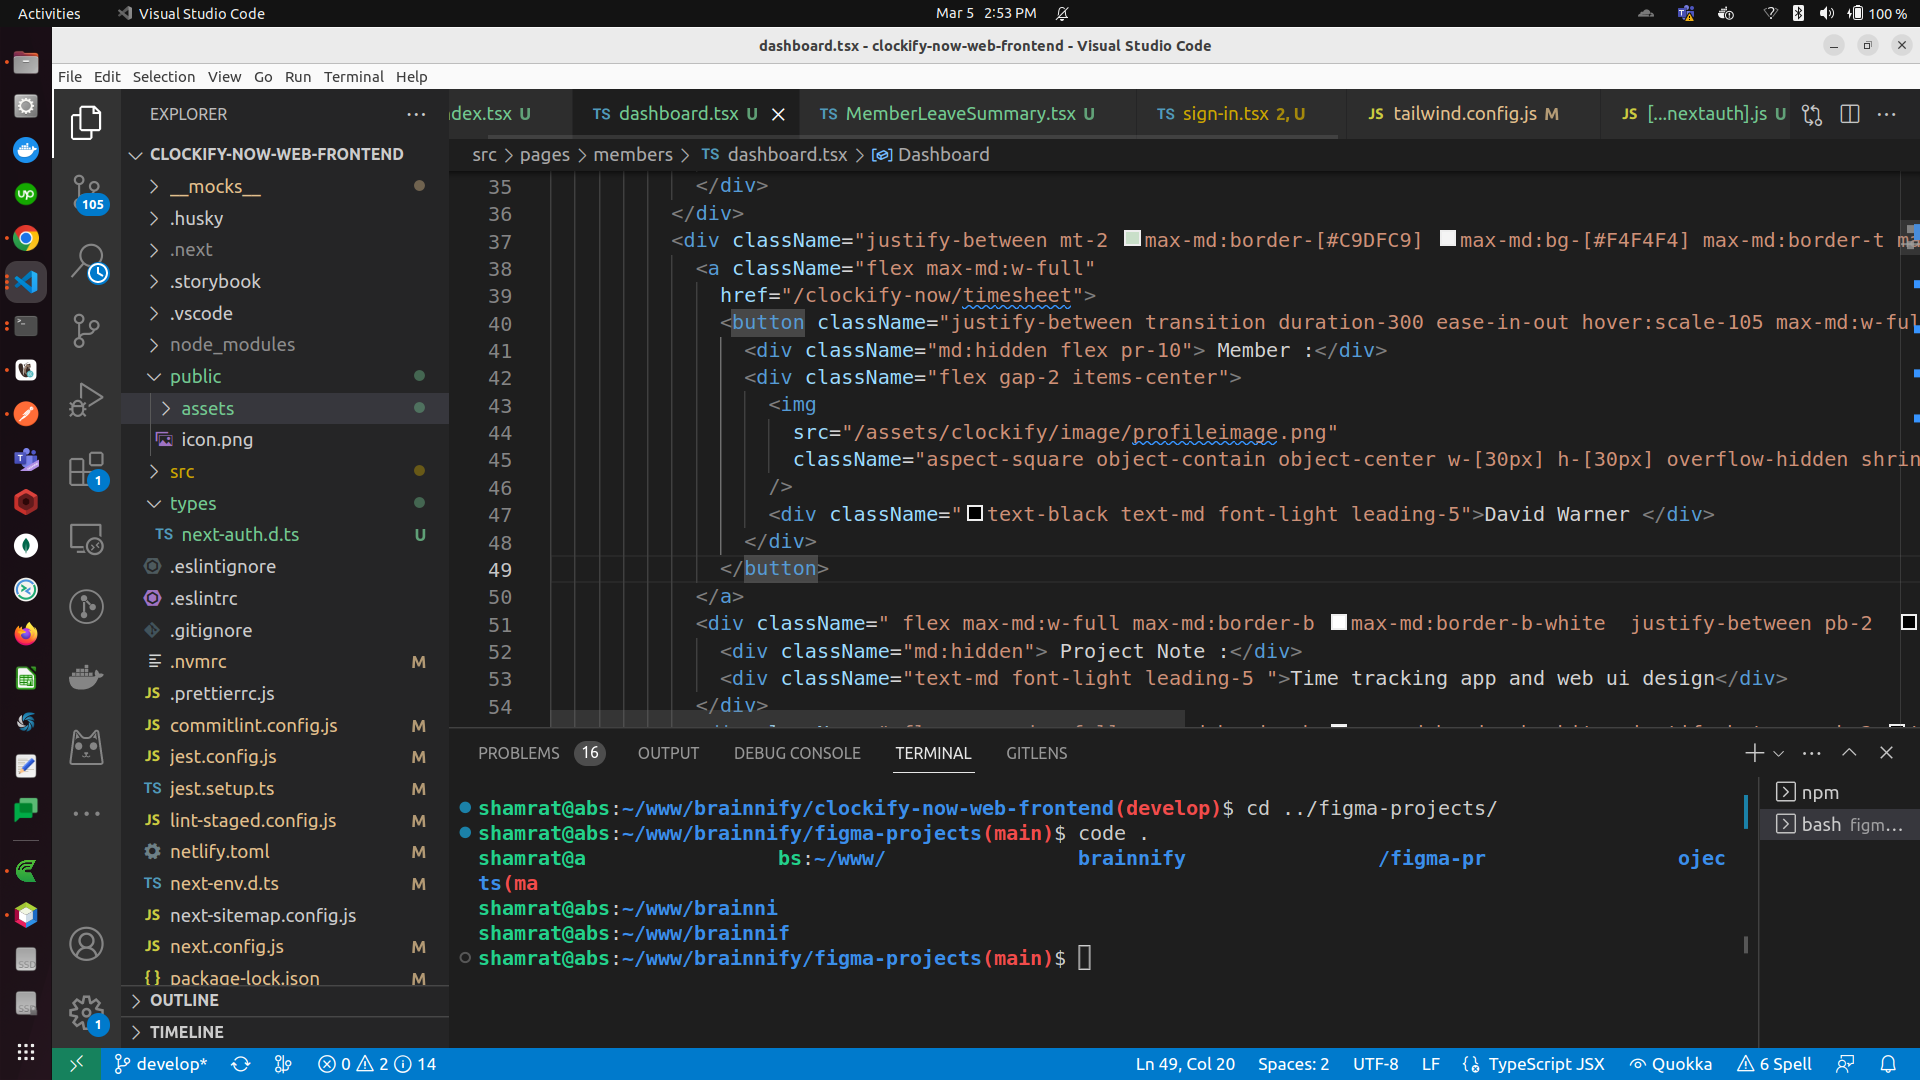 Activities
Visual Studio Code
Mar 5 2:53 PM
100 %
dashboard.tsx - clockify-now-web-frontend - Visual Studio Code
File Edit Selection View Go Run Terminal Help
EXPLORER
CLOCKIFY-NOW-WEB-FRONTEND
__mocks__
.husky
.next
.storybook
.vscode
node_modules
public
assets
icon.png
src
types
TS next-auth.d.ts U
.eslintignore
.eslintrc
.gitignore
.nvmrc M
JS .prettierrc.js
JS commitlint.config.js M
JS jest.config.js M
TS jest.setup.ts M
JS lint-staged.config.js M
netlify.toml M
TS next-env.d.ts M
JS next-sitemap.config.js
JS next.config.js M
{} package-lock.json M
OUTLINE
TIMELINE
105
1
1
dex.tsx U
TS dashboard.tsx U
TS MemberLeaveSummary.tsx U
TS sign-in.tsx 2, U
JS tailwind.config.js M
JS [...nextauth].js U
src > pages > members > TS dashboard.tsx > Dashboard
35 </div>
36 </div>
37 <div className="justify-between mt-2 max-md:border-[#C9DFC9] max-md:bg-[#F4F4F4] max-md:border-t
38 <a className="flex max-md:w-full"
39 href="/clockify-now/timesheet">
40 <button className="justify-between transition duration-300 ease-in-out hover:scale-105 max-md:w-ful
41 <div className="md:hidden flex pr-10"> Member :</div>
42 <div className="flex gap-2 items-center">
43 <img
44 src="/assets/clockify/image/profileimage.png"
45 className="aspect-square object-contain object-center w-[30px] h-[30px] overflow-hidden shrin
46 />
47 <div className="text-black text-md font-light leading-5">David Warner </div>
48 </div>
49 </button>
50 </a>
51 <div className=" flex max-md:w-full max-md:border-b max-md:border-b-white  justify-between pb-2
52 <div className="md:hidden"> Project Note :</div>
53 <div className="text-md font-light leading-5 ">Time tracking app and web ui design</div>
54 </div>
PROBLEMS 16 OUTPUT DEBUG CONSOLE TERMINAL GITLENS
shamrat@abs:~/www/brainnify/clockify-now-web-frontend(develop)$ cd ../figma-projects/
shamrat@abs:~/www/brainnify/figma-projects(main)$ code .
shamrat@a bs:~/www/ brainnify /figma-pr ojec
ts(ma
shamrat@abs:~/www/brainni
shamrat@abs:~/www/brainnif
shamrat@abs:~/www/brainnify/figma-projects(main)$
npm
bash figm...
develop* 0 2 14
Ln 49, Col 20 Spaces: 2 UTF-8 LF {} TypeScript JSX Quokka 6 Spell